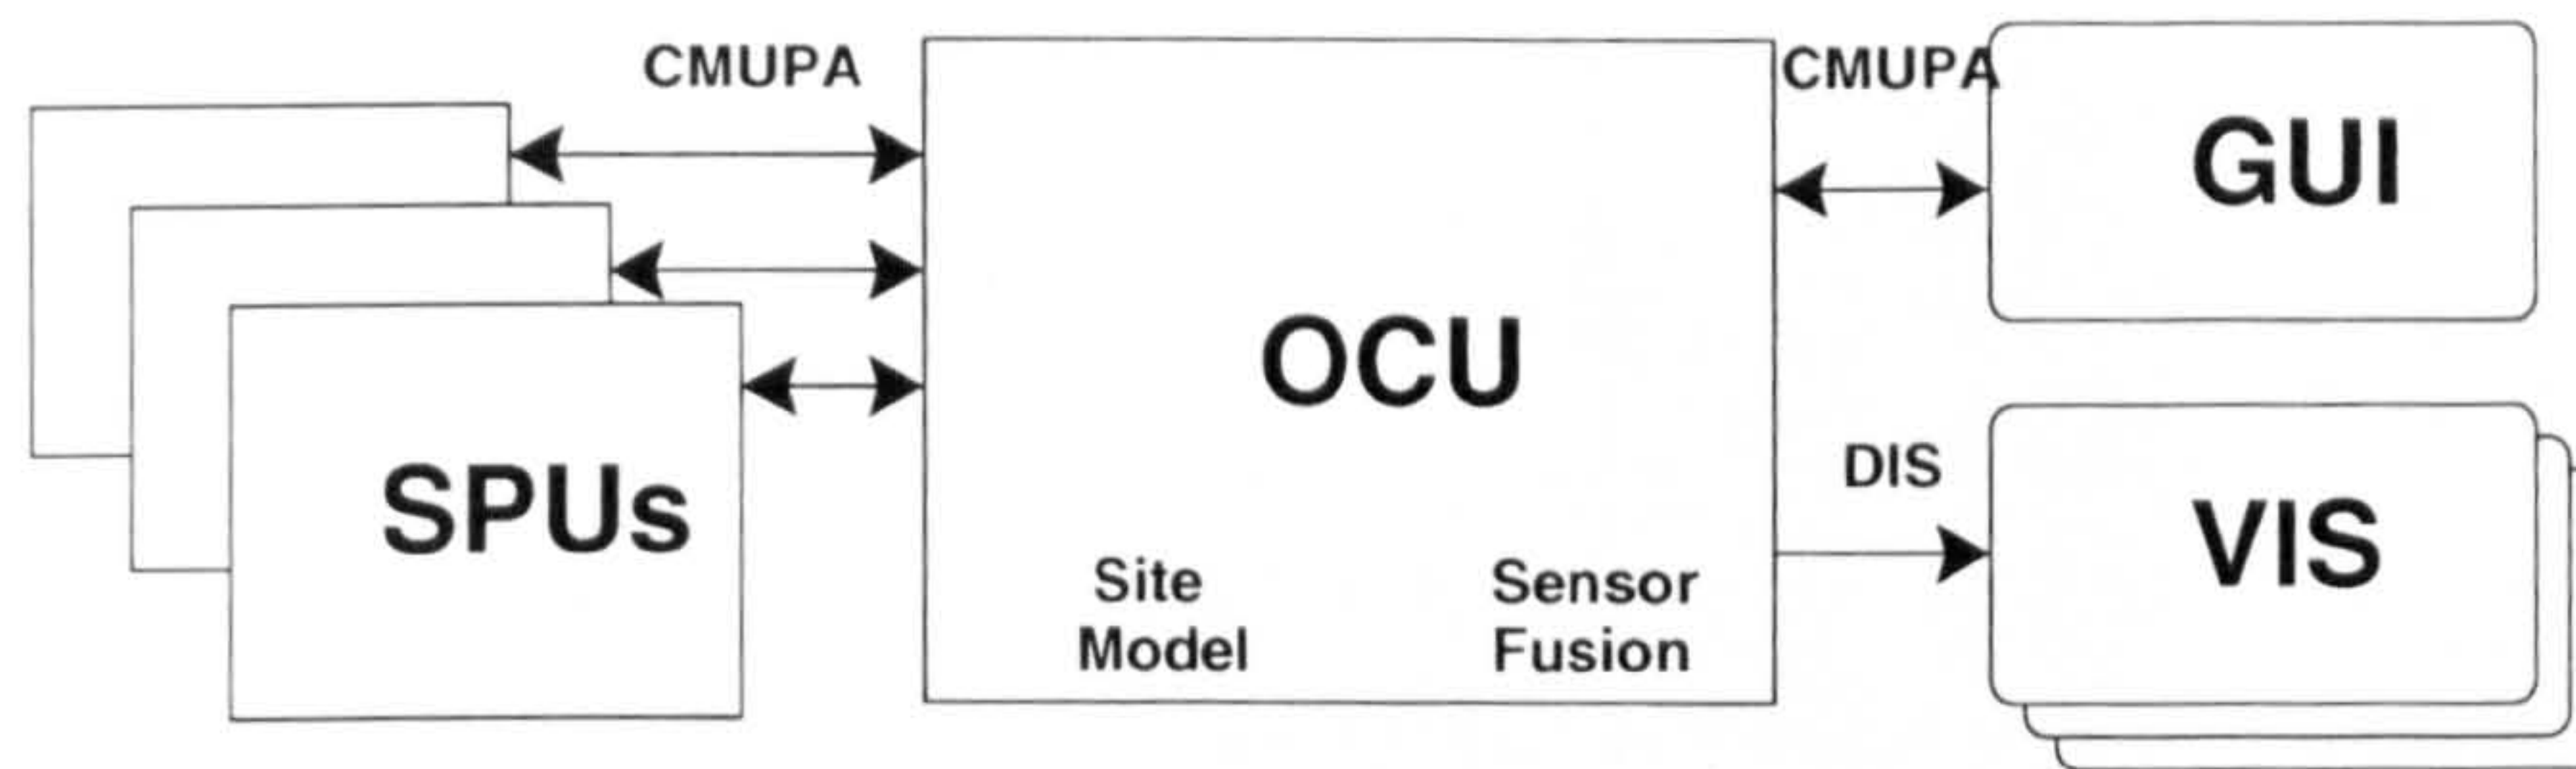 CMUPA
CMUPA
GUI
OCU
DIS
SPUs
VIS
Site
Model
Sensor
Fusion